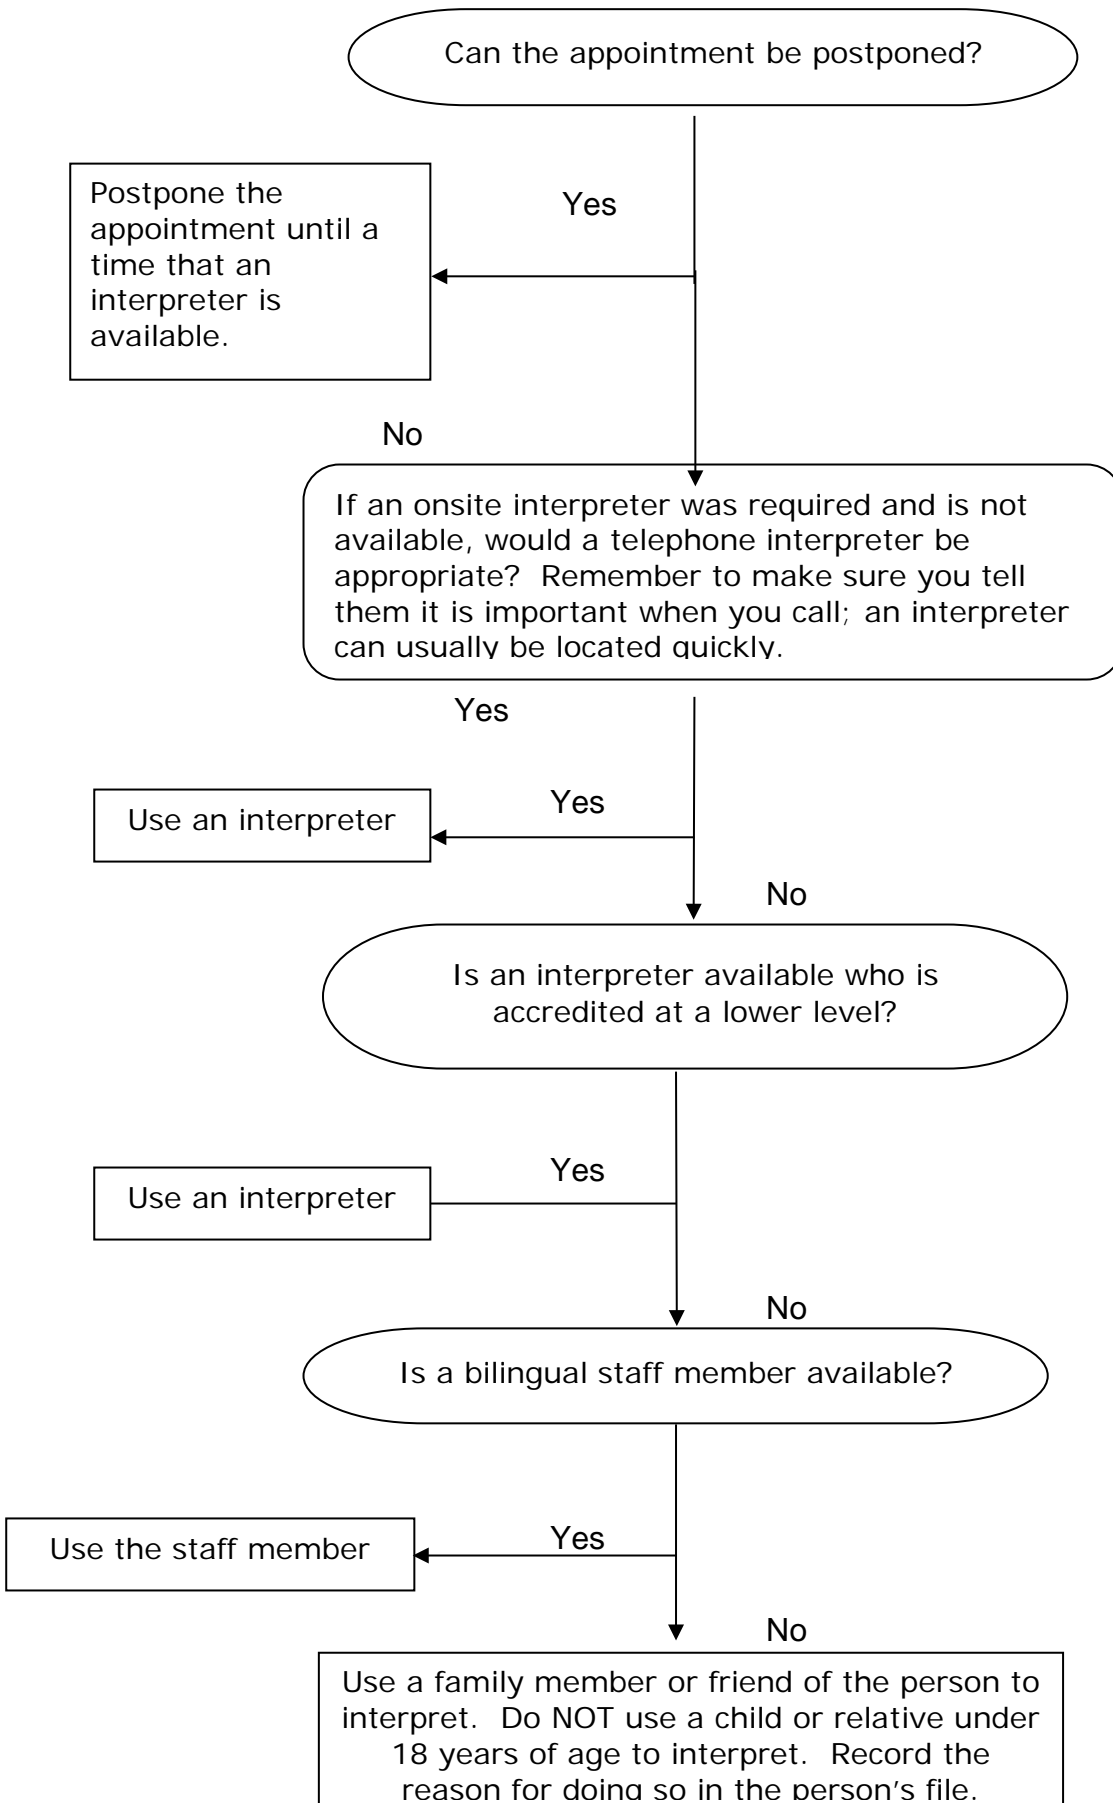 Can the appointment be postponed?
Postpone the
appointment until a
time that an
interpreter is
available.
Yes
No
If an onsite interpreter was required and is not
available, would a telephone interpreter be
appropriate?  Remember to make sure you tell
them it is important when you call; an interpreter
can usually be located quickly.
Yes
Use an interpreter
Yes
No
Is an interpreter available who is
accredited at a lower level?
Use an interpreter
Yes
No
Is a bilingual staff member available?
Use the staff member
Yes
No
Use a family member or friend of the person to
interpret.  Do NOT use a child or relative under
18 years of age to interpret.  Record the
reason for doing so in the person's file.